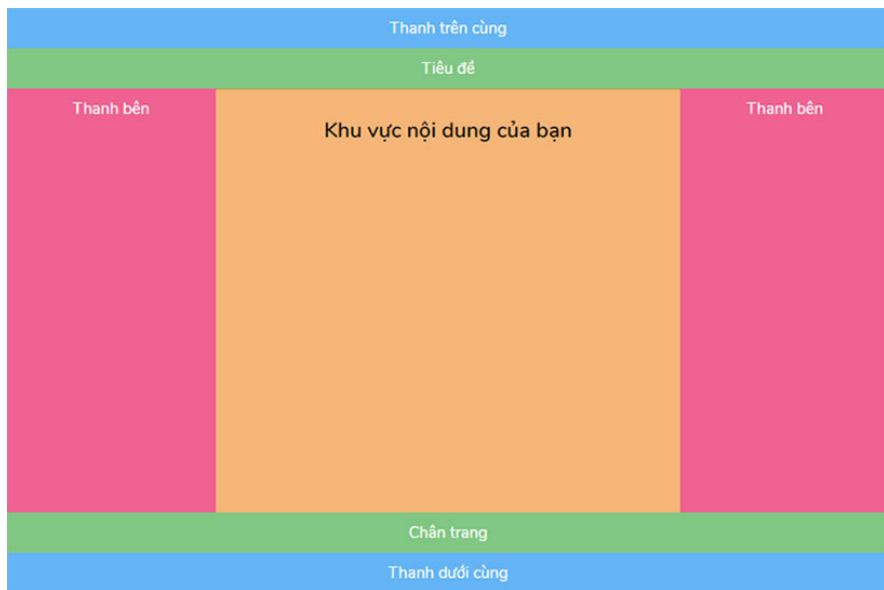 Thanh trên cùng
Tiêu đề
Thanh bên
Khu vực nội dung của bạn
Thanh bên
Chân trang
Thanh dưới cùng